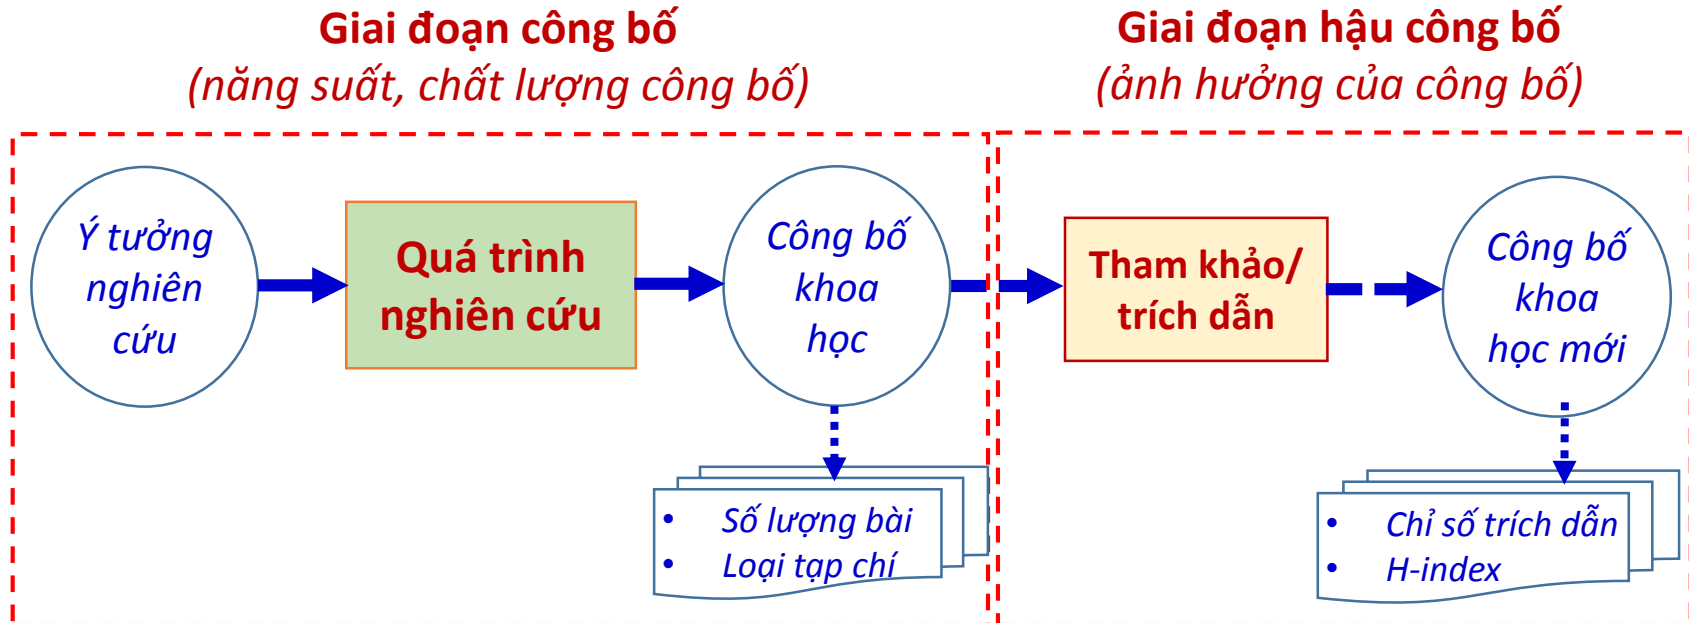 Giai đoạn công bố
(năng suất, chất lượng công bố)
Giai đoạn hậu công bố
(ảnh hưởng của công bố)
Ý tưởng
nghiên
cứu
Quá trình
nghiên cứu
Công bố
khoa
học
Tham khảo/
trích dẫn
Công bố
khoa
học mới
• Số lượng bài
• Loại tạp chí
• Chỉ số trích dẫn
• H-index